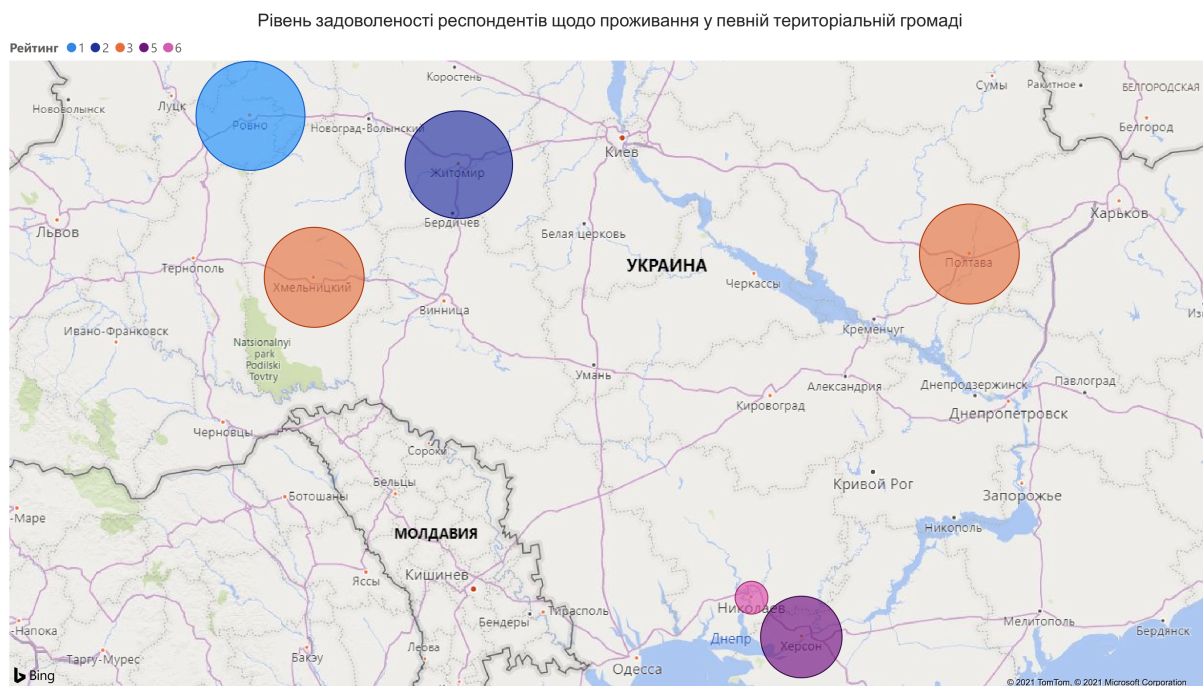 Рівень задоволеності респондентів щодо проживання у певній територіальній громаді
Рейтинг 1 2 3 5 6
Коростень
Сумы
Ракитное
БЕЛГОРОДСКАЯ
Нововолынск
Луцк
Ровно
Новоград-Волынский
Белгород
Киев
Житомир
Бердичев
Харьков
Львов
Белая церковь
Тернополь
УКРАИНА
Полтава
Хмельницкий
Черкассы
Винница
Ивано-Франковск
Кременчуг
Natsionalnyi
park
Podilski
Tovtry
Умань
Александрия
Днепродзержинск
Павлоград
Кировоград
Днепропетровск
Черновцы
Сороки
Бельцы
Кривой Рог
Ботошаны
Запорожье
-Маре
Никополь
МОЛДАВИЯ
Яссы
Кишинев
Николаев
Тирасполь
Бендеры
Мелитополь
-Напока
Бердянск
Днепр
Херсон
Леова
Таргу-Мурес
Бакэу
Одесса
Bing
© 2021 TomTom, © 2021 Microsoft Corporation